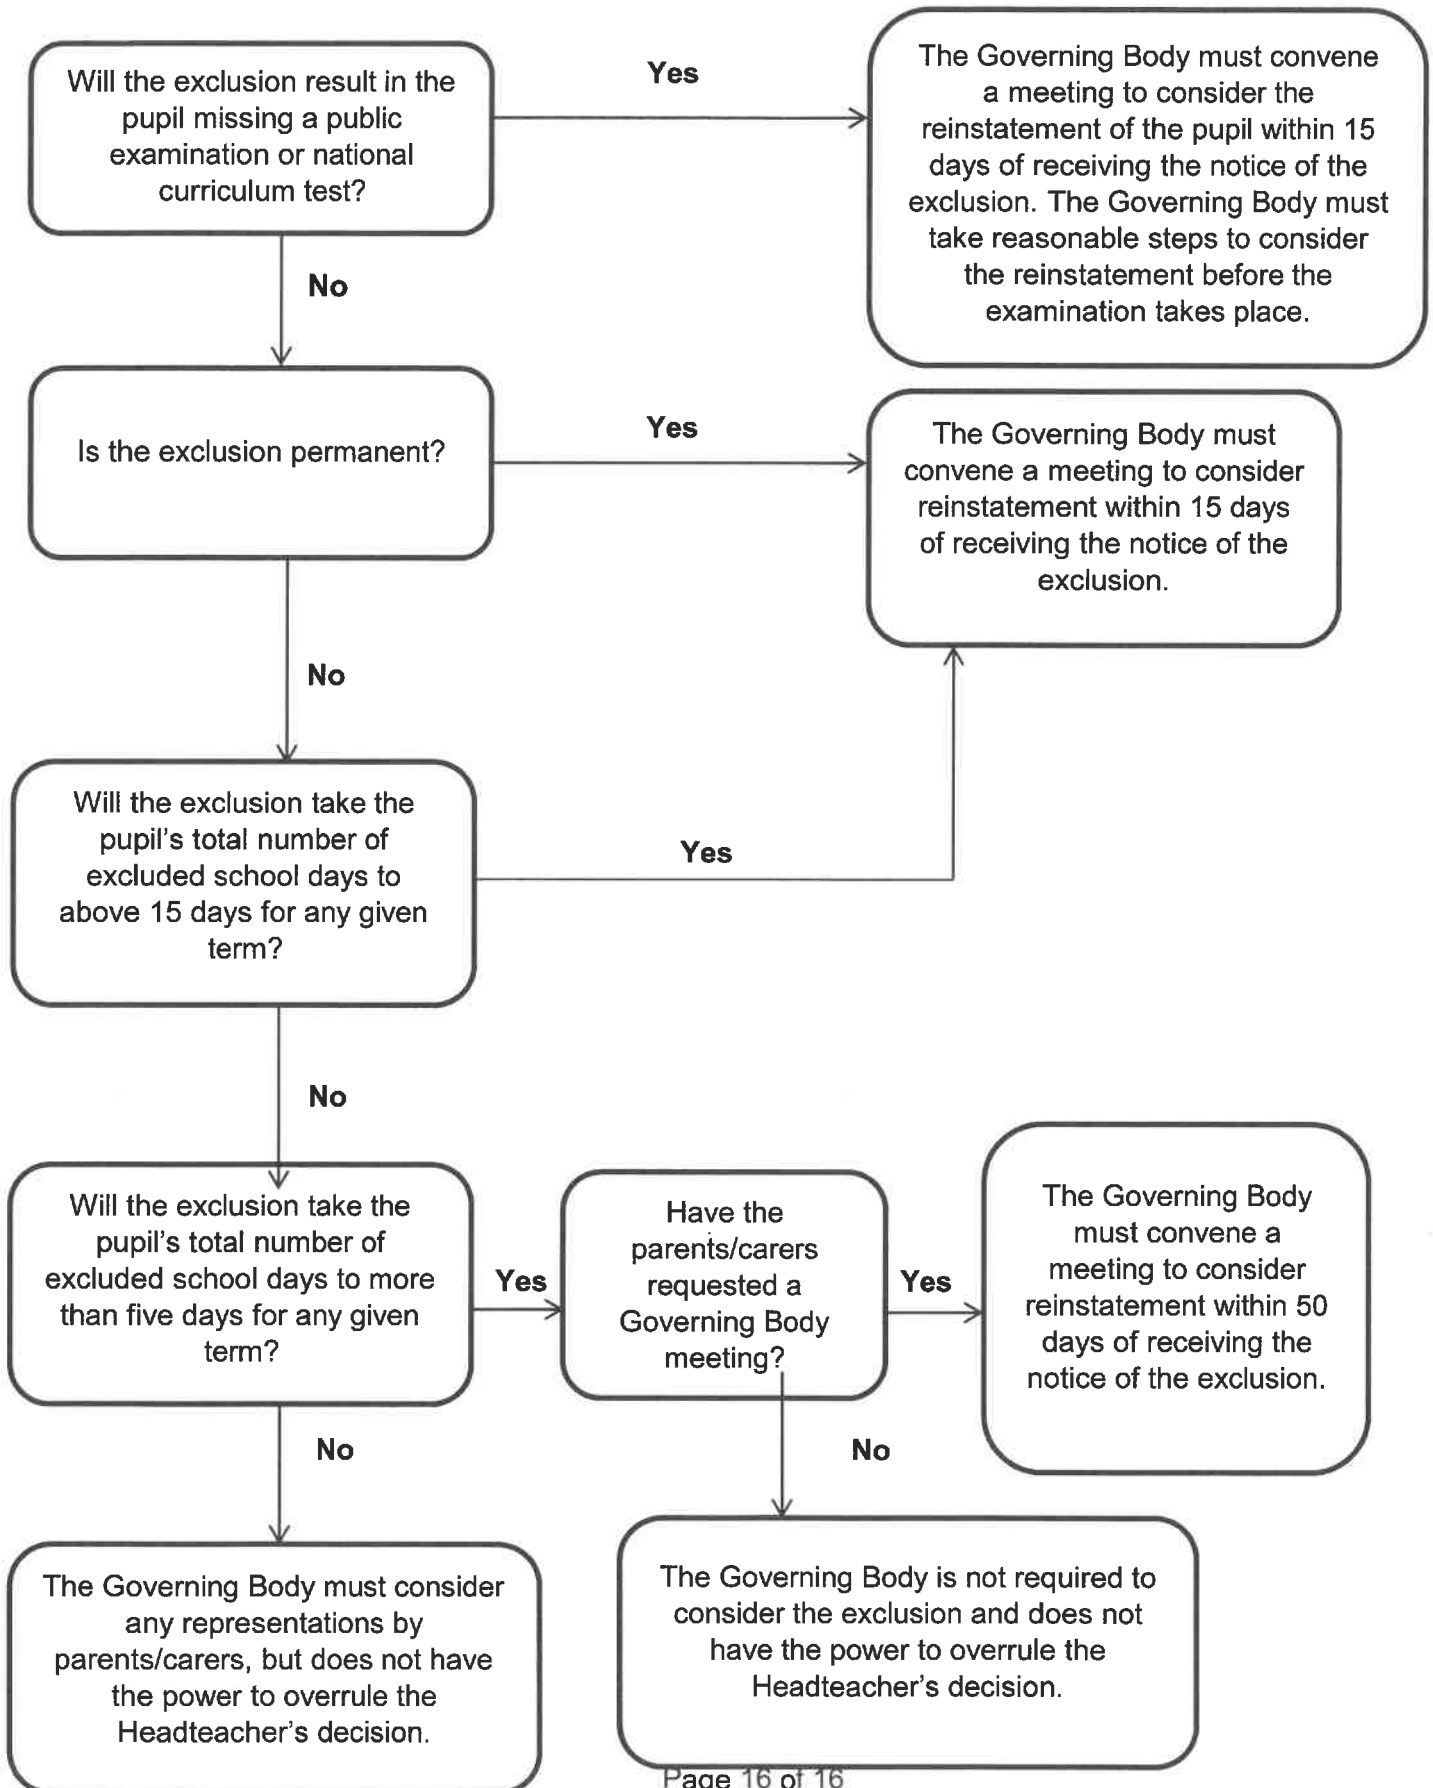 Will the exclusion result in the
pupil missing a public
examination or national
curriculum test?
Yes
The Governing Body must convene
a meeting to consider the
reinstatement of the pupil within 15
days of receiving the notice of the
exclusion. The Governing Body must
take reasonable steps to consider
the reinstatement before the
examination takes place.
No
Is the exclusion permanent?
Yes
The Governing Body must
convene a meeting to consider
reinstatement within 15 days
of receiving the notice of the
exclusion.
No
Will the exclusion take the
pupil's total number of
excluded school days to
above 15 days for any given
term?
Yes
No
Will the exclusion take the
pupil's total number of
excluded school days to more
than five days for any given
term?
Yes
Have the
parents/carers
requested a
Governing Body
meeting?
Yes
The Governing Body
must convene a
meeting to consider
reinstatement within 50
days of receiving the
notice of the exclusion.
No
No
The Governing Body must consider
any representations by
parents/carers, but does not have
the power to overrule the
Headteacher's decision.
The Governing Body is not required to
consider the exclusion and does not
have the power to overrule the
Headteacher's decision.
Page 16 of 16